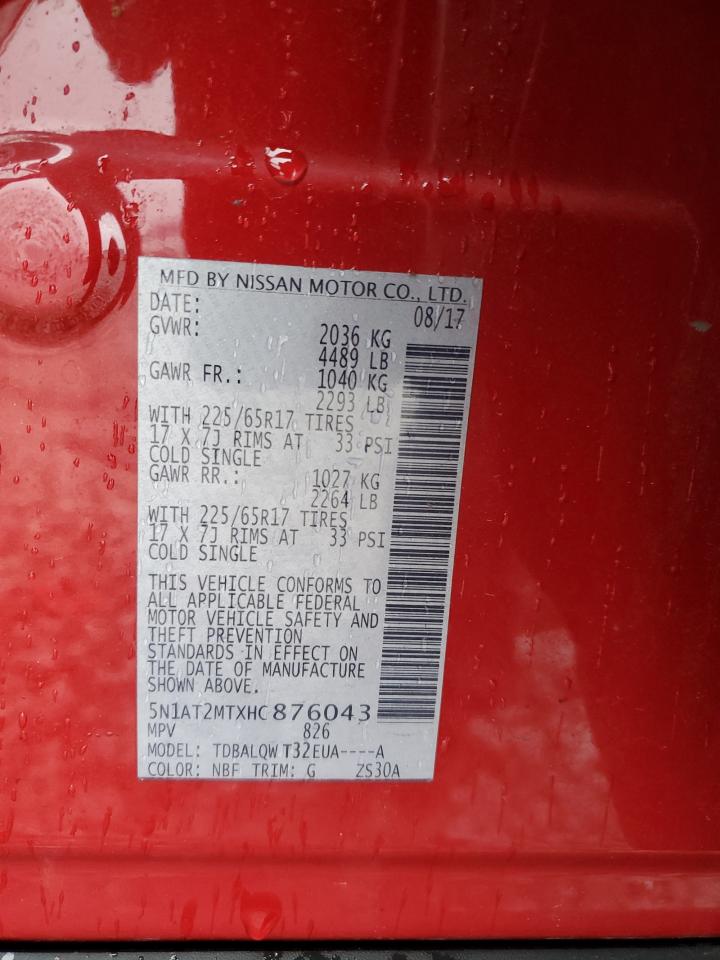 MFD BY NISSAN MOTOR CO., LTD.
DATE: 08/17
GVWR: 2036 KG
4489 LB
GAWR FR.: 1040 KG
2293 LB
WITH 225/65R17 TIRES
17 X 7J RIMS AT 33 PSI
COLD SINGLE
GAWR RR.: 1027 KG
2264 LB
WITH 225/65R17 TIRES
17 X 7J RIMS AT 33 PSI
COLD SINGLE
THIS VEHICLE CONFORMS TO
ALL APPLICABLE FEDERAL
MOTOR VEHICLE SAFETY AND
THEFT PREVENTION
STANDARDS IN EFFECT ON
THE DATE OF MANUFACTURE
SHOWN ABOVE.
5N1AT2MTXHC876043
MPV 826
MODEL: TDBALQWT32EUA----A
COLOR: NBF TRIM: G ZS30A